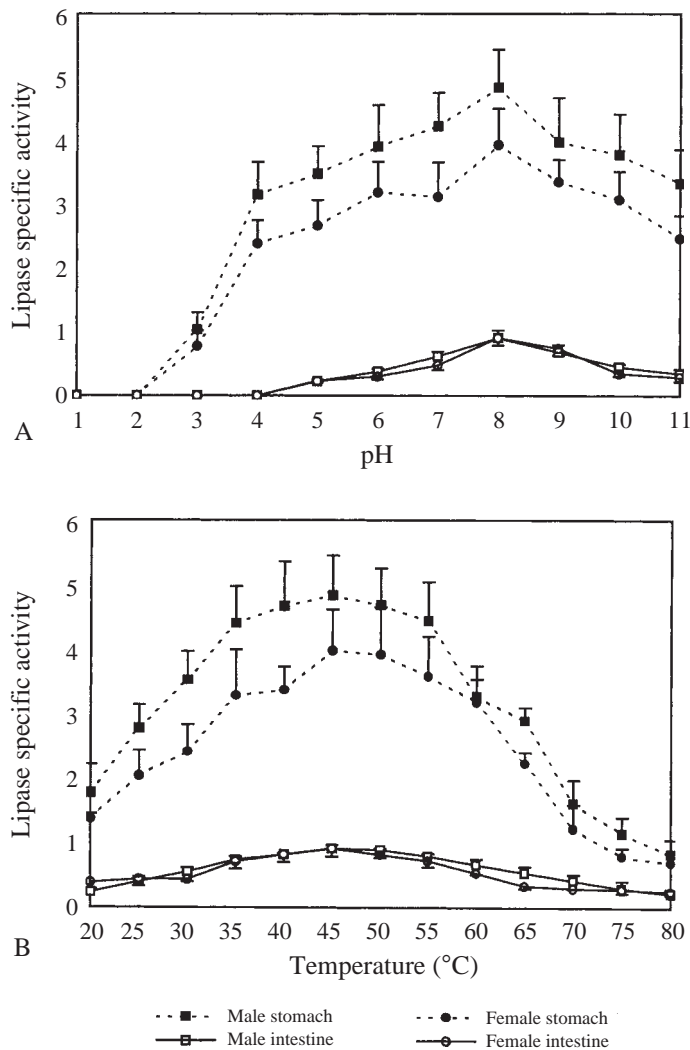 6
5
4
3
2
1
0
Lipase specific activity
1 2 3 4 5 6 7 8 9 10 11
A
pH
6
5
4
3
2
1
0
Lipase specific activity
20 25 30 35 40 45 50 55 60 65 70 75 80
B
Temperature (°C)
Male stomach Female stomach
Male intestine Female intestine